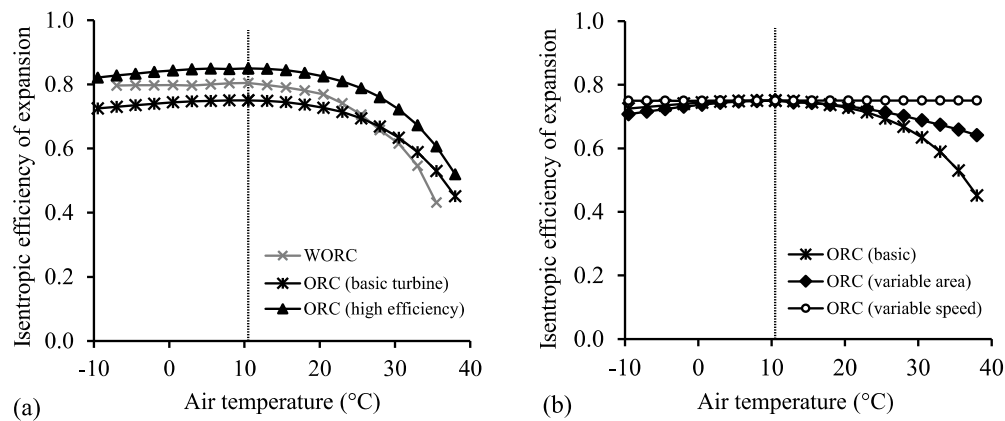 Isentropic efficiency of expansion
1.0
0.8
0.6
0.4
0.2
0.0
WORC
ORC (basic turbine)
ORC (high efficiency)
-10 0 10 20 30 40
Air temperature (°C)
(a)
Isentropic efficiency of expansion
1.0
0.8
0.6
0.4
0.2
0.0
ORC (basic)
ORC (variable area)
ORC (variable speed)
-10 0 10 20 30 40
Air temperature (°C)
(b)